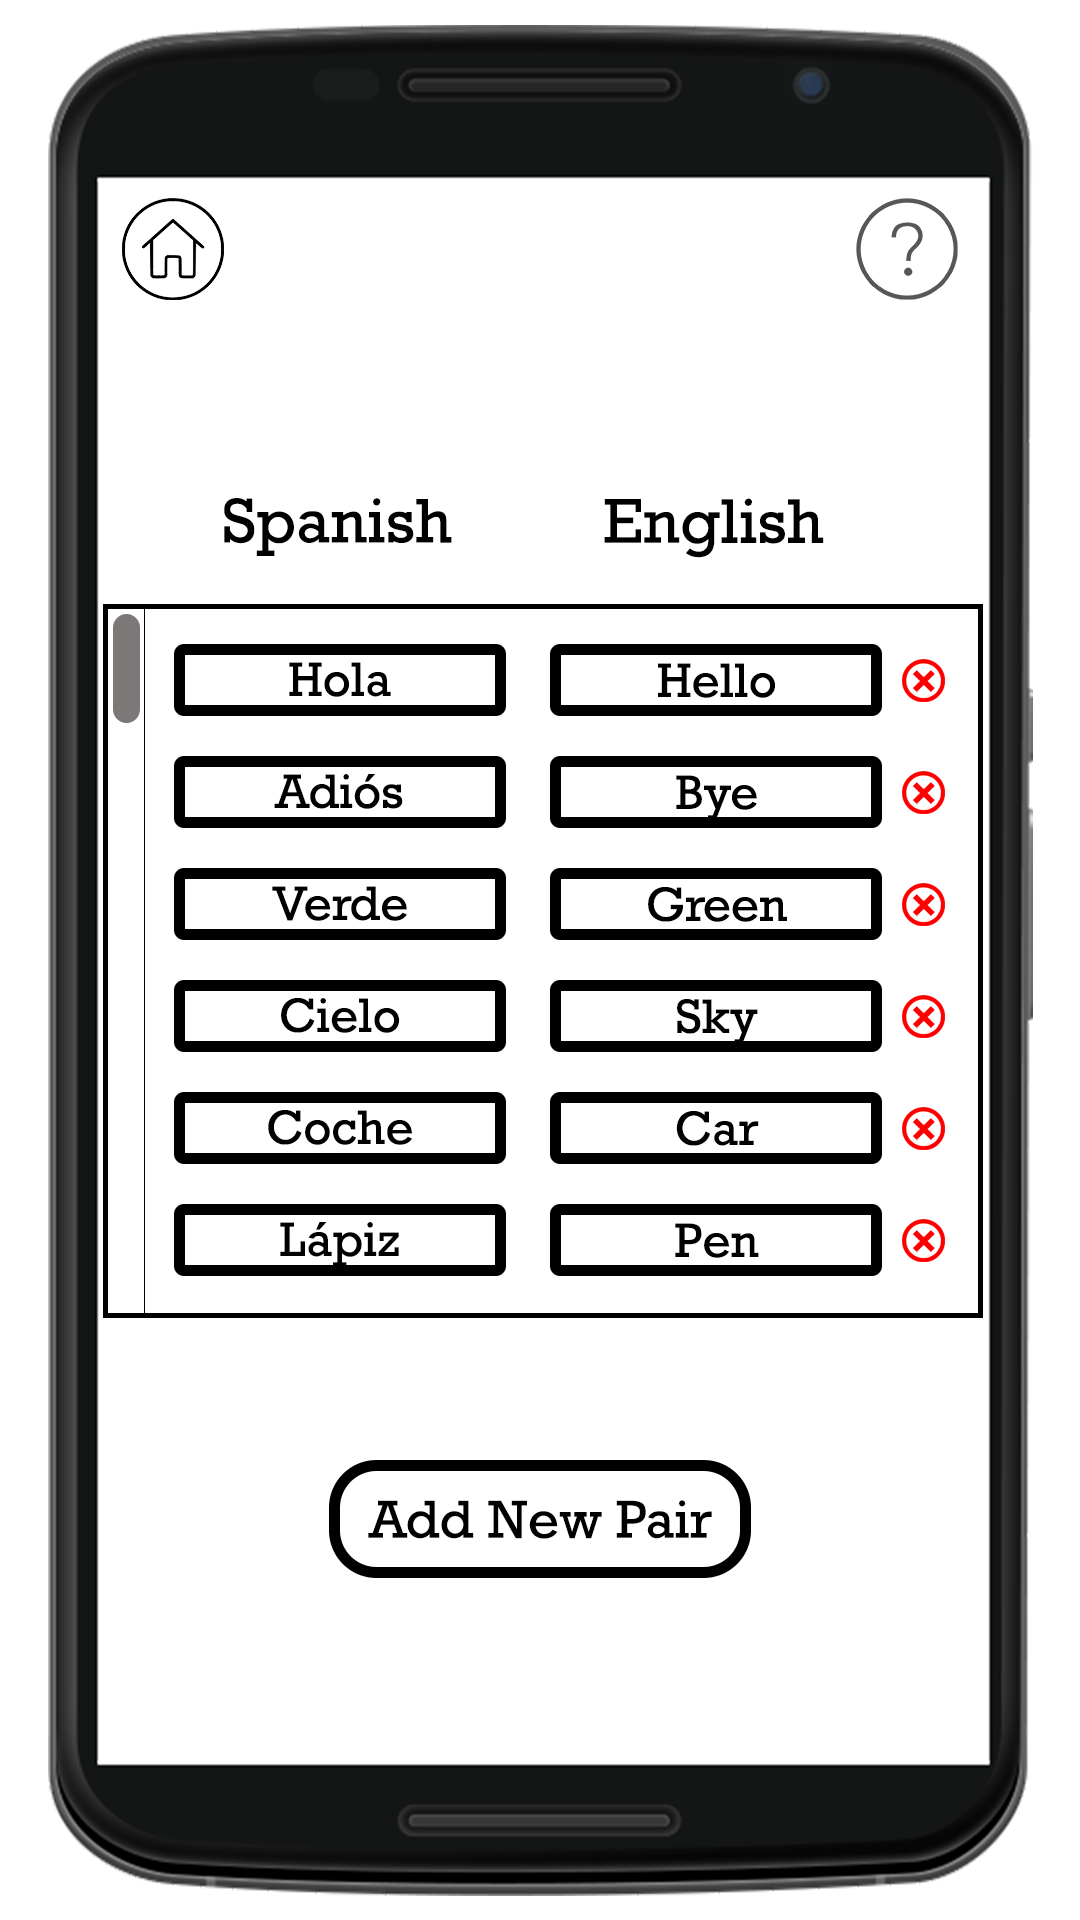 ?
Spanish English
Hola Hello
Adiós Bye
Verde Green
Cielo Sky
Coche Car
Lápiz Pen
Add New Pair